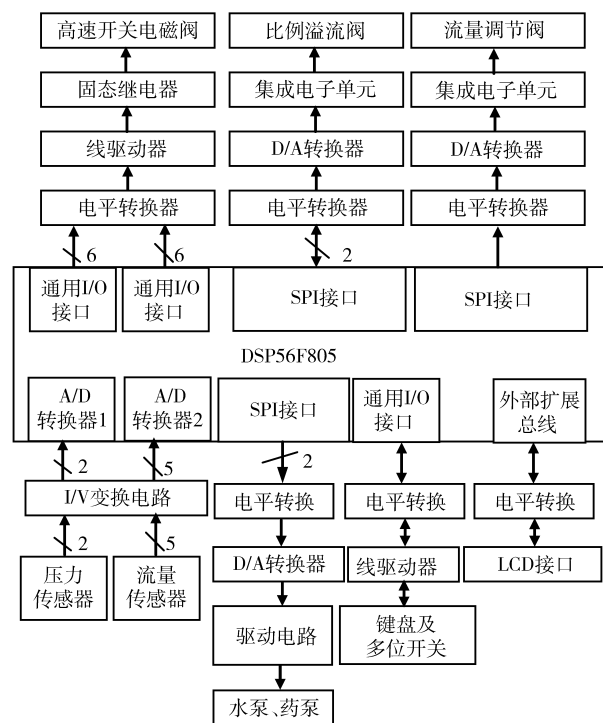 高速开关电磁阀
比例溢流阀
流量调节阀
固态继电器
集成电子单元
集成电子单元
线驱动器
D/A转换器
D/A转换器
电平转换器
电平转换器
电平转换器
6
6
2
通用I/O
接口
通用I/O
接口
SPI接口
SPI接口
DSP56F805
A/D
转换器1
A/D
转换器2
SPI接口
通用I/O
接口
外部扩展
总线
2
5
2
I/V变换电路
电平转换
电平转换
电平转换
2
5
压力
传感器
流量
传感器
D/A转换器
线驱动器
LCD接口
驱动电路
键盘及
多位开关
水泵、药泵